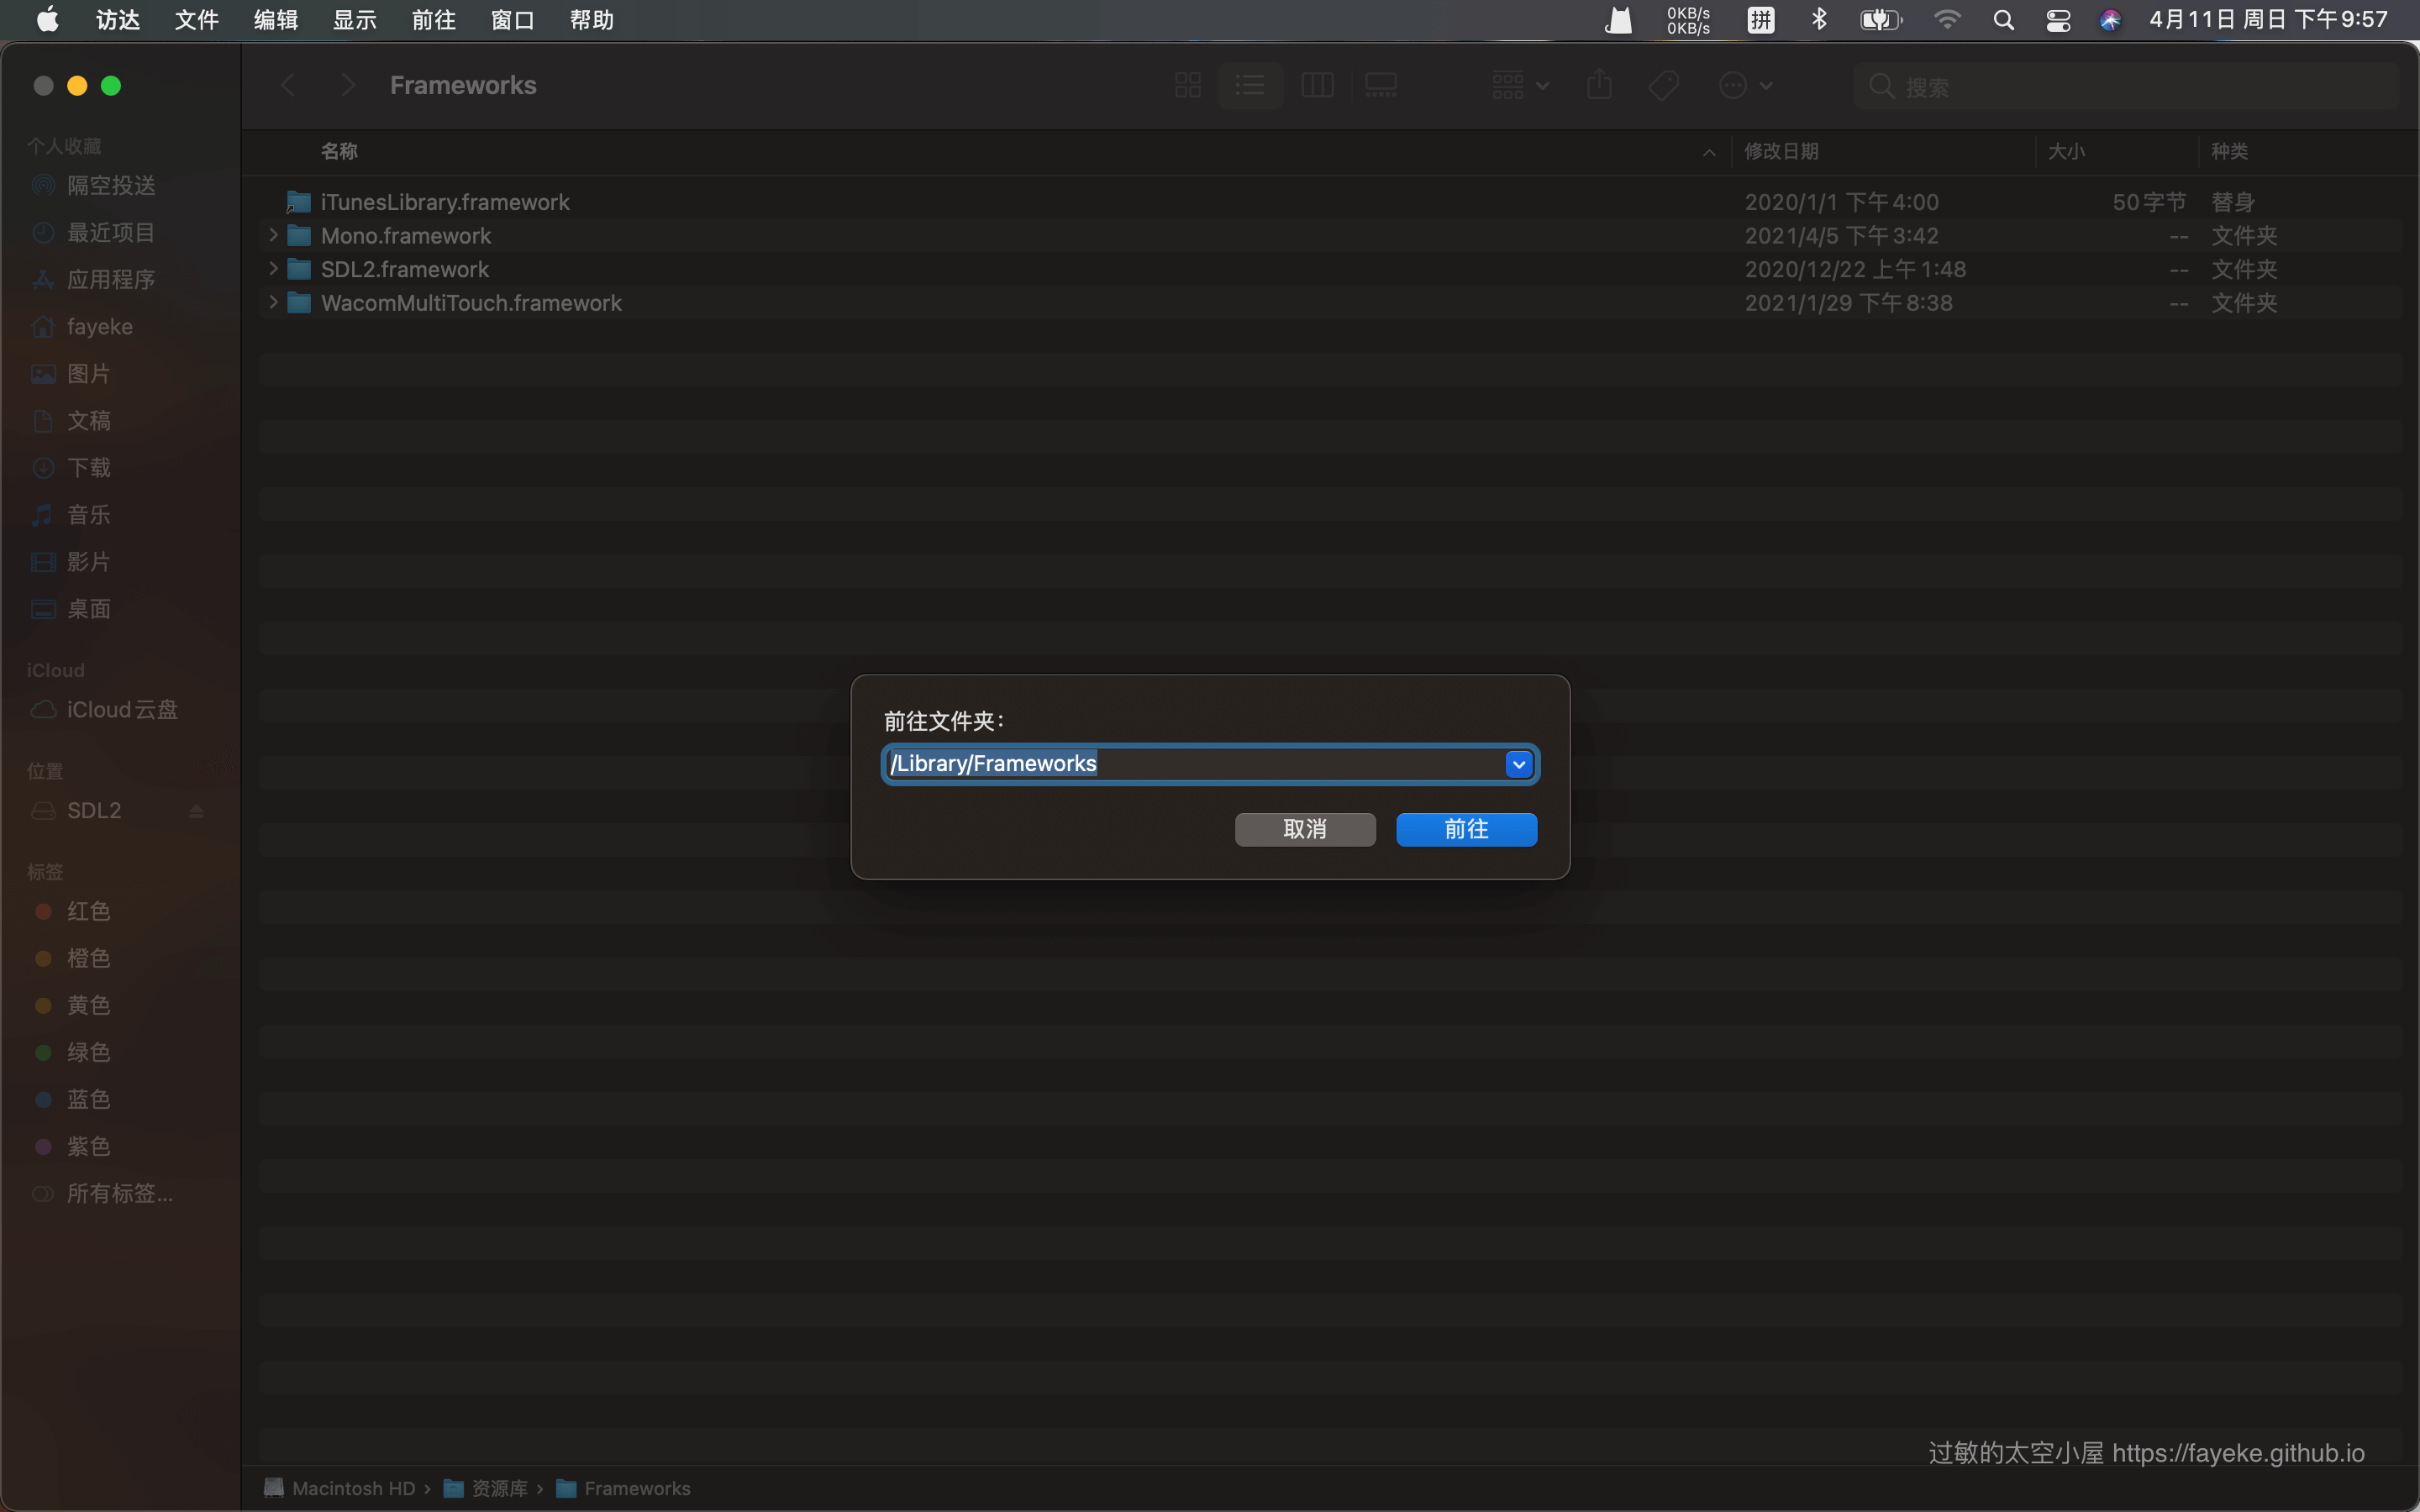 访达 文件 编辑 显示 前往 窗口 帮助 0KB/s 0KB/s 拼 4月11日 周日 下午9:57
Frameworks
搜索
个人收藏
隔空投送
最近项目
应用程序
fayeke
图片
文稿
下载
音乐
影片
桌面
iCloud
iCloud云盘
位置
SDL2
标签
红色
橙色
黄色
绿色
蓝色
紫色
所有标签...
名称 修改日期 大小 种类
iTunesLibrary.framework 2020/1/1 下午4:00 50字节 替身
Mono.framework 2021/4/5 下午3:42 -- 文件夹
SDL2.framework 2020/12/22 上午1:48 -- 文件夹
WacomMultiTouch.framework 2021/1/29 下午8:38 -- 文件夹
前往文件夹：
/Library/Frameworks
取消 前往
过敏的太空小屋 https://fayeke.github.io
Macintosh HD › 资源库 › Frameworks